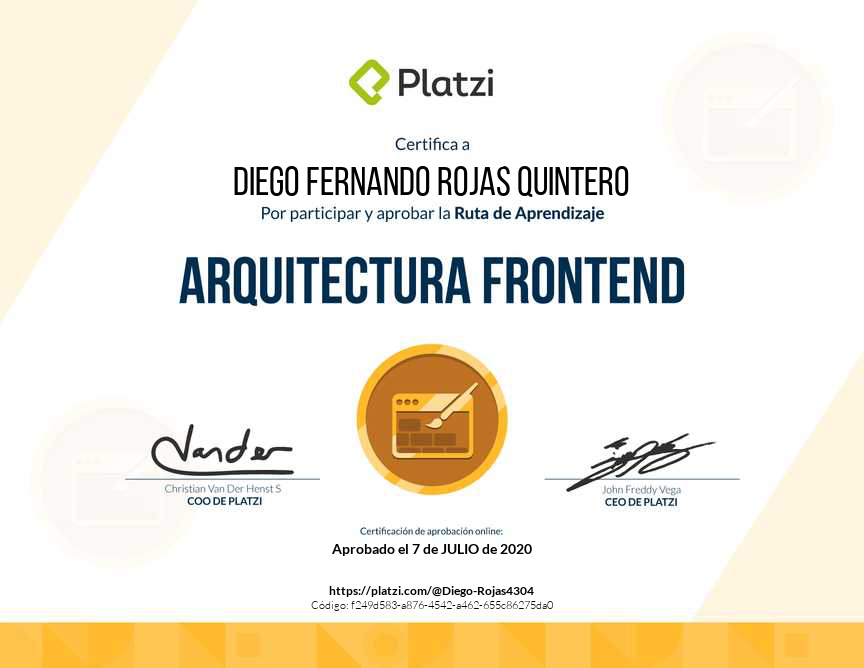 Platzi
Certifica a
DIEGO FERNANDO ROJAS QUINTERO
Por participar y aprobar la Ruta de Aprendizaje
ARQUITECTURA FRONTEND
Vander
Christian Van Der Henst S
COO DE PLATZI
John Freddy Vega
CEO DE PLATZI
Certificación de aprobación online:
Aprobado el 7 de JULIO de 2020
https://platzi.com/@Diego-Rojas4304
Código: f249d583-a876-4542-a462-655c86275da0